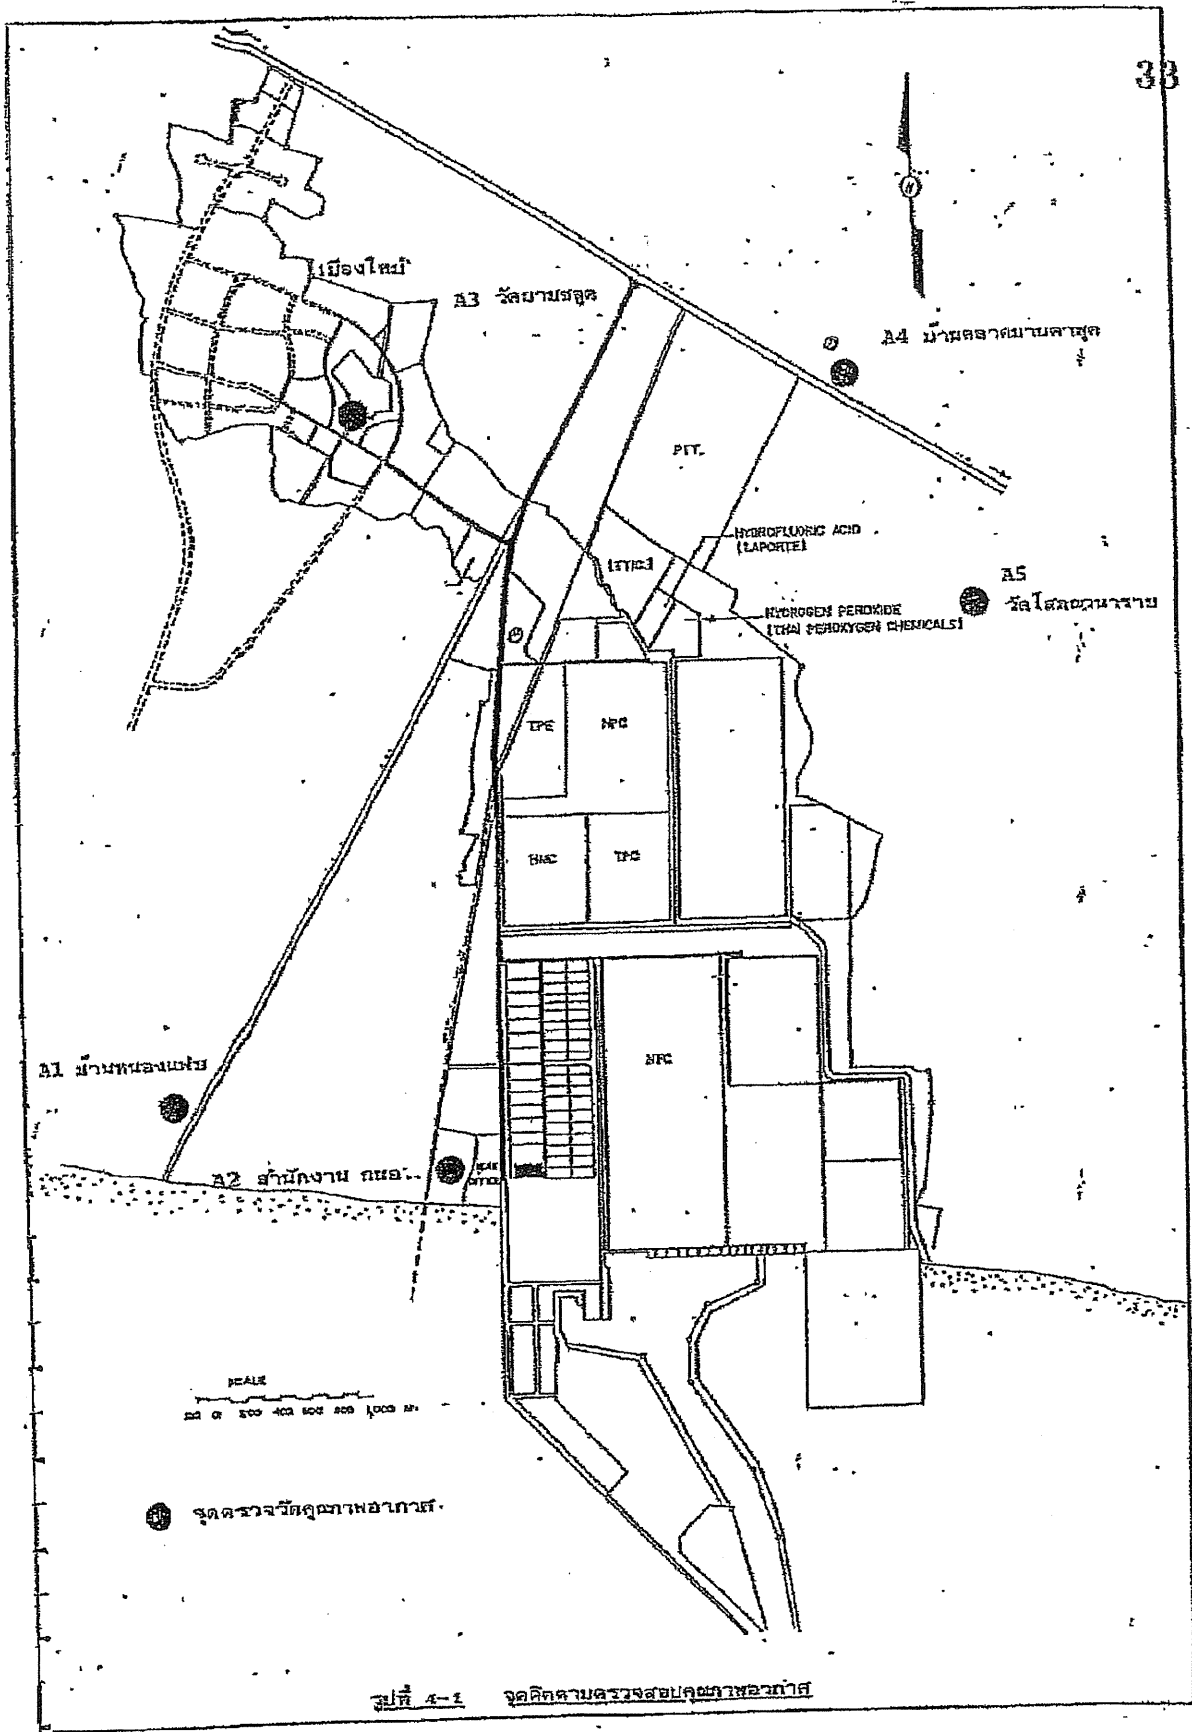 33
เมืองใหม่
A3 วัดมาบชลูด
A4 บ้านตลาดมาบตาพุด
PTT.
HYDROFLUORIC ACID
[LAPORTE]
A5
วัดโสภณวนาราม
HYDROGEN PEROXIDE
[THAI PEROXYGEN CHEMICALS]
TPE
NPC
HMC
TPC
NFC
A1 บ้านหนองแฟบ
A2 สำนักงาน กนอ.
OFFICE
SCALE
1,000 M.
จุดตรวจวัดคุณภาพอากาศ
รูปที่ 4-1 จุดติดตามตรวจสอบคุณภาพอากาศ